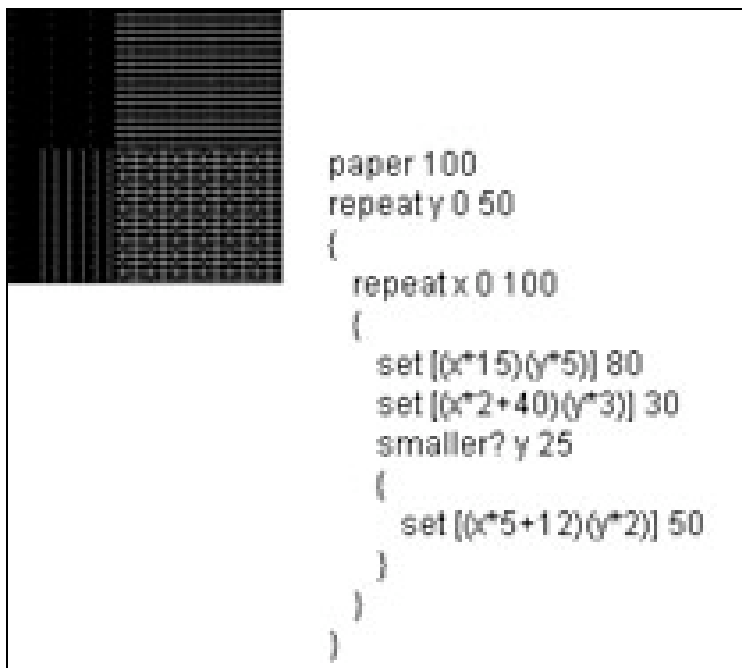 paper 100
repeat y 0 50
{
repeat x 0 100
{
set [(x*15)(y*5)] 80
set [(x*2+40)(y*3)] 30
smaller? y 25
{
set [(x*5+12)(y*2)] 50
}
}
}